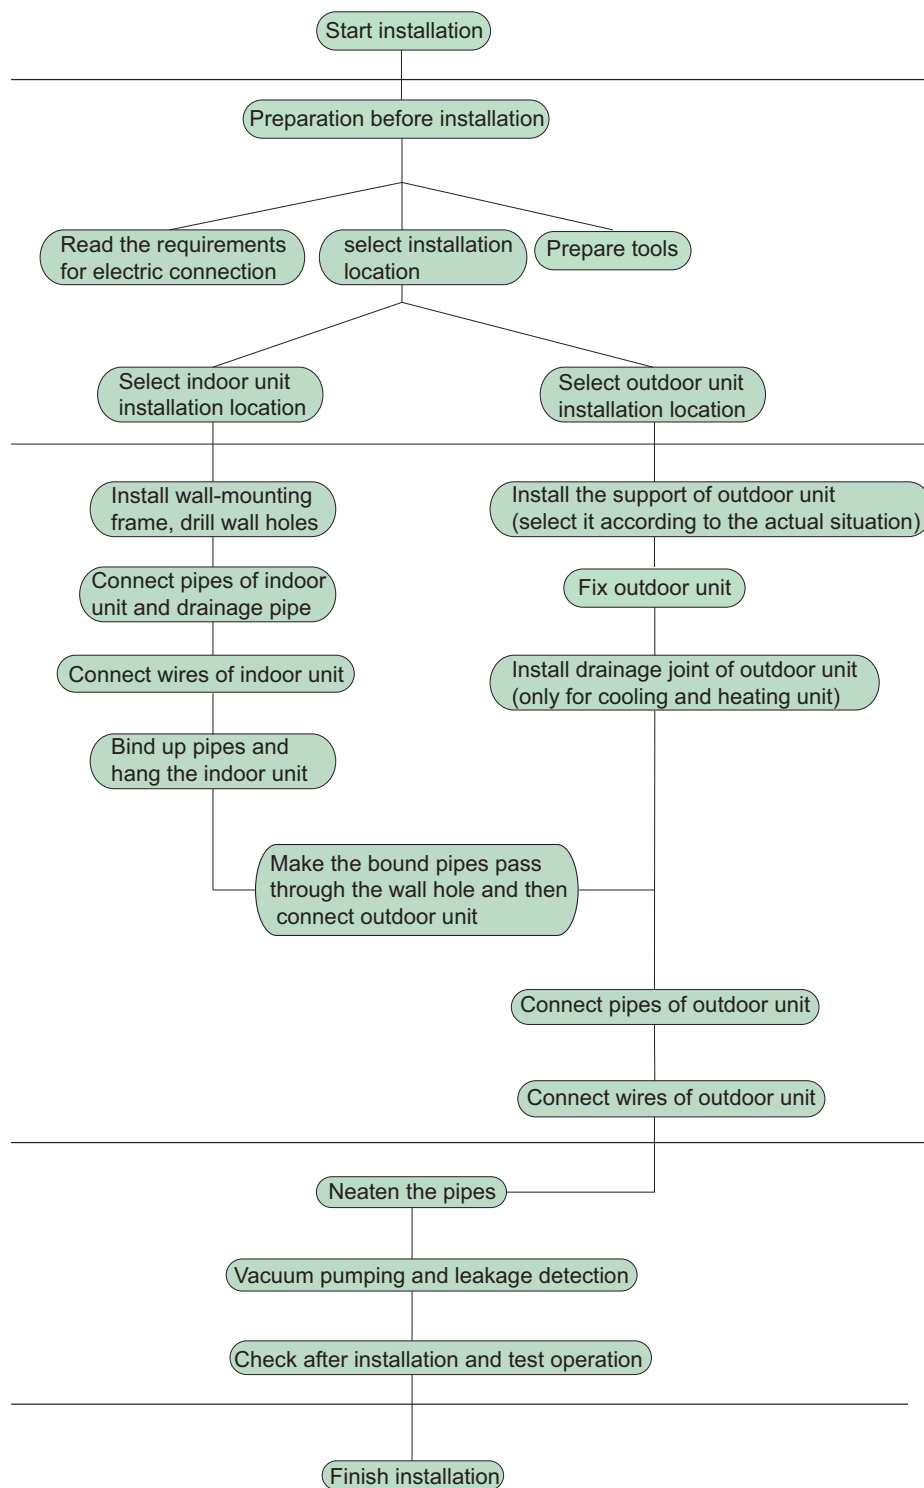 Start installation
Preparation before installation
Read the requirements
for electric connection
select installation
location
Prepare tools
Select indoor unit
installation location
Select outdoor unit
installation location
Install wall-mounting
frame, drill wall holes
Install the support of outdoor unit
(select it according to the actual situation)
Connect pipes of indoor
unit and drainage pipe
Fix outdoor unit
Connect wires of indoor unit
Install drainage joint of outdoor unit
(only for cooling and heating unit)
Bind up pipes and
hang the indoor unit
Make the bound pipes pass
through the wall hole and then
connect outdoor unit
Connect pipes of outdoor unit
Connect wires of outdoor unit
Neaten the pipes
Vacuum pumping and leakage detection
Check after installation and test operation
Finish installation